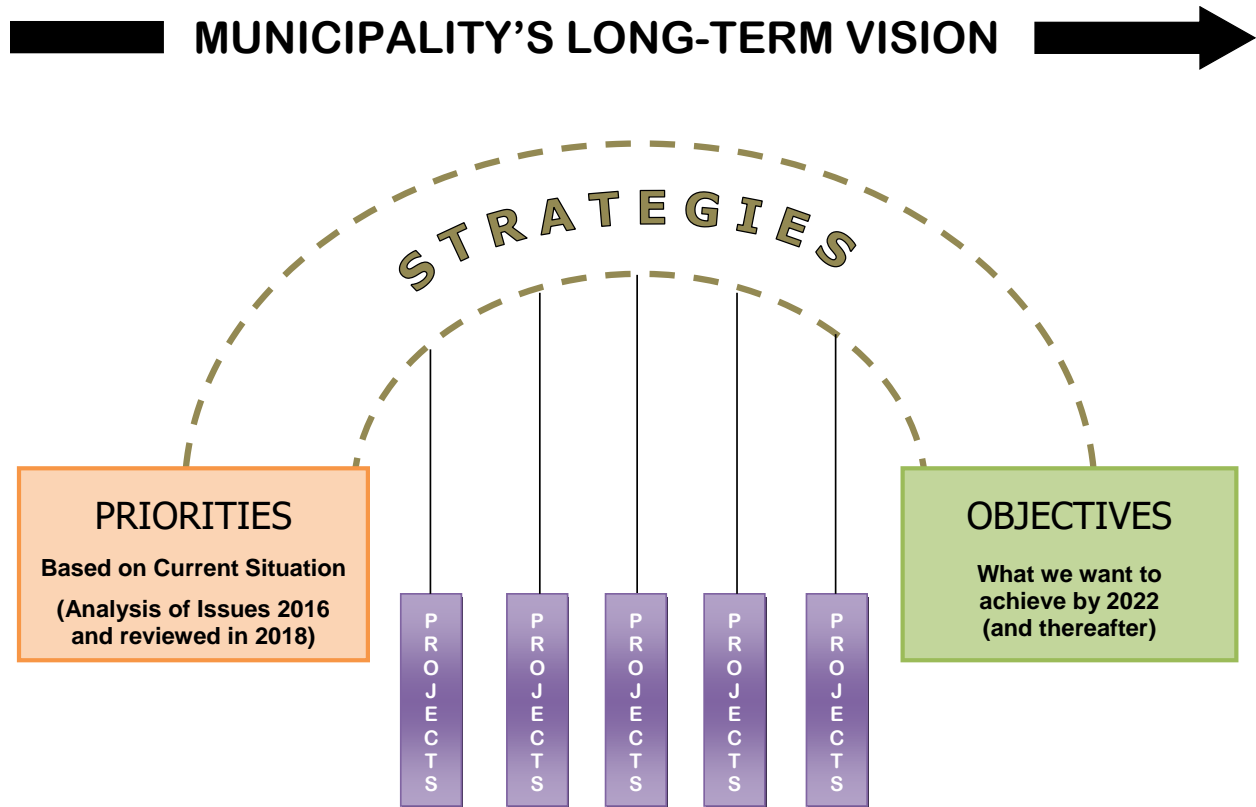 MUNICIPALITY’S LONG-TERM VISION
STRATEGIES
PRIORITIES
Based on Current Situation
(Analysis of Issues 2016
and reviewed in 2018)
OBJECTIVES
What we want to
achieve by 2022
(and thereafter)
PROJECTS
PROJECTS
PROJECTS
PROJECTS
PROJECTS